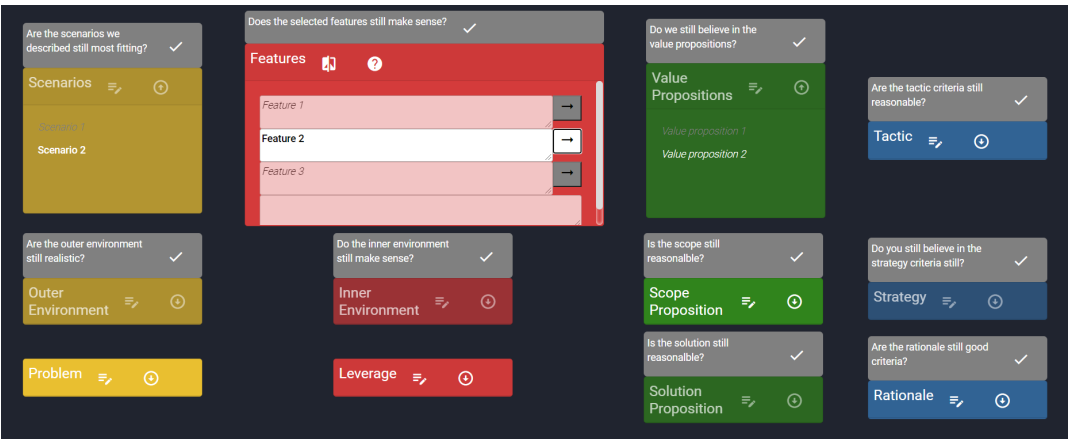 Are the scenarios we
described still most fitting?
Scenarios
Scenario 1
Scenario 2
Does the selected features still make sense?
Features
Feature 1
→
Feature 2
→
Feature 3
→
Do we still believe in the
value propositions?
Value
Propositions
Value proposition 1
Value proposition 2
Are the tactic criteria still
reasonable?
Tactic
Are the outer environment
still realistic?
Outer
Environment
Do the inner environment
still make sense?
Inner
Environment
Is the scope still
reasonalble?
Scope
Proposition
Do you still believe in the
strategy criteria still?
Strategy
Problem
Leverage
Is the solution still
reasonalble?
Solution
Proposition
Are the rationale still good
criteria?
Rationale